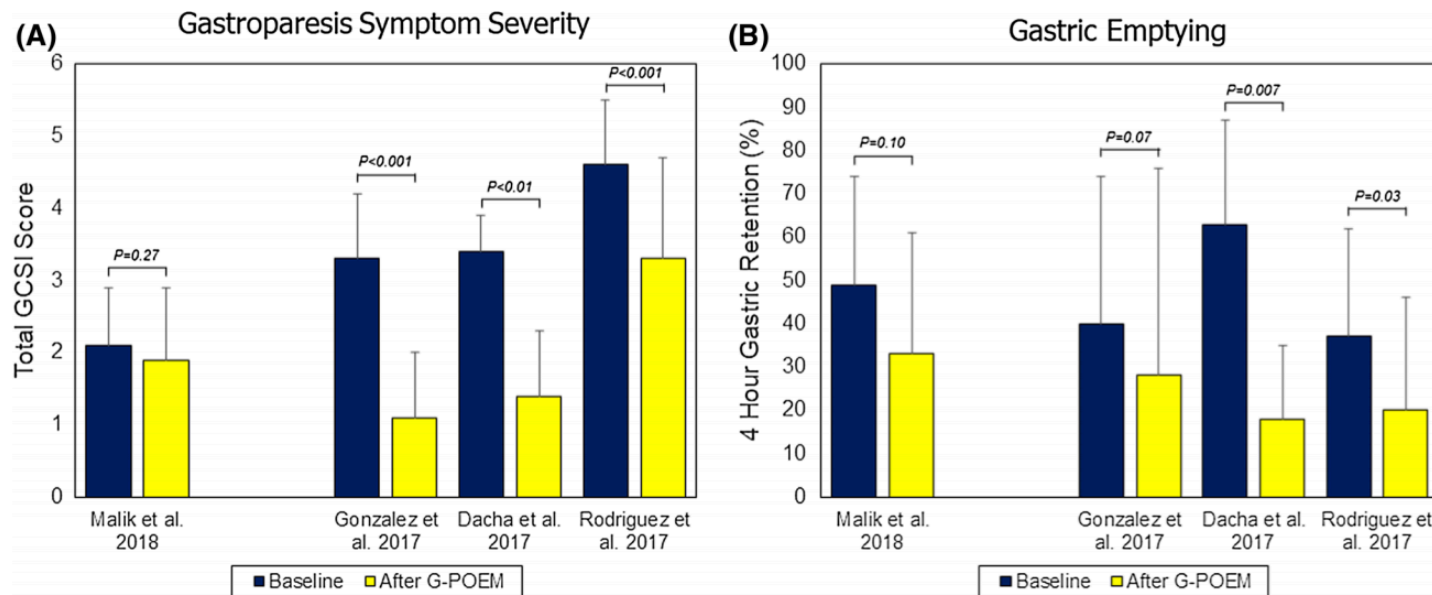 (A)
Gastroparesis Symptom Severity
Total GCSI Score
6
5
4
3
2
1
0
P=0.27
P<0.001
P<0.01
P<0.001
Malik et al.
2018
Gonzalez et
al. 2017
Dacha et al.
2017
Rodriguez et
al. 2017
Baseline
After G-POEM
(B)
Gastric Emptying
4 Hour Gastric Retention (%)
100
90
80
70
60
50
40
30
20
10
0
P=0.10
P=0.07
P=0.007
P=0.03
Malik et al.
2018
Gonzalez et
al. 2017
Dacha et al.
2017
Rodriguez et
al. 2017
Baseline
After G-POEM